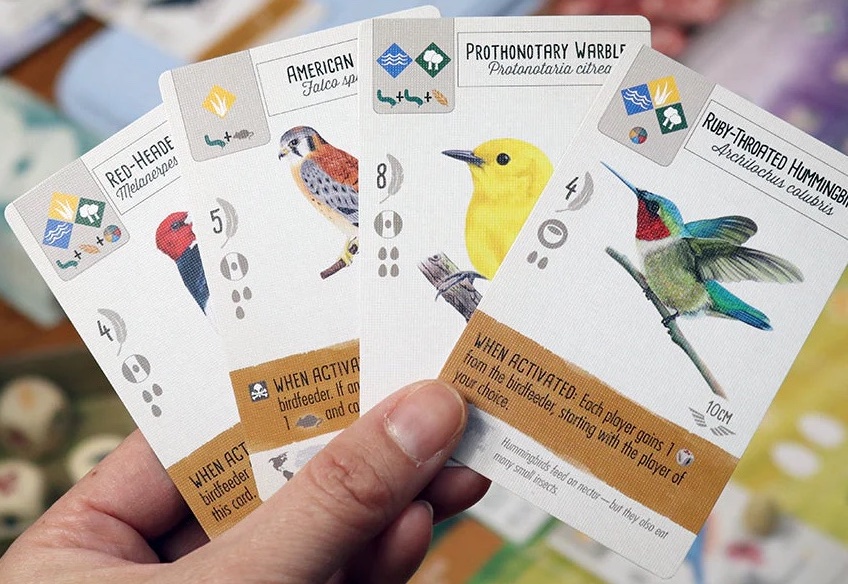 RED-HEADE
Melanerpes
4
WHEN ACT
birdfeeder
this card.
AMERICAN
Falco sp
5
WHEN ACTIVA
birdfeeder. If an
1 and ca
PROTHONOTARY WARBLE
Protonotaria citrea
8
RUBY-THROATED HUMMINGBI
Archilochus colubris
4
10CM
WHEN ACTIVATED: Each player gains 1
from the birdfeeder, starting with the player of
your choice.
Hummingbirds feed on nectar—but they also eat
many small insects.